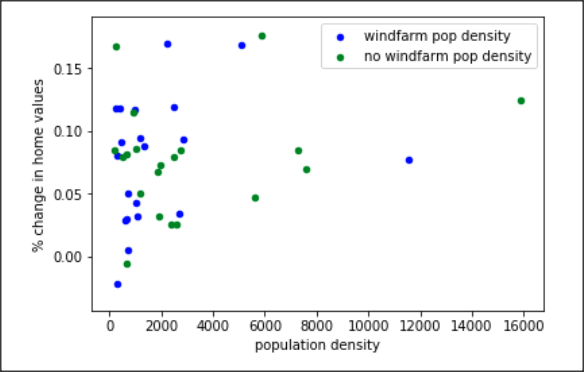 windfarm pop density
no windfarm pop density
% change in home values
0.15
0.10
0.05
0.00
0 2000 4000 6000 8000 10000 12000 14000 16000
population density